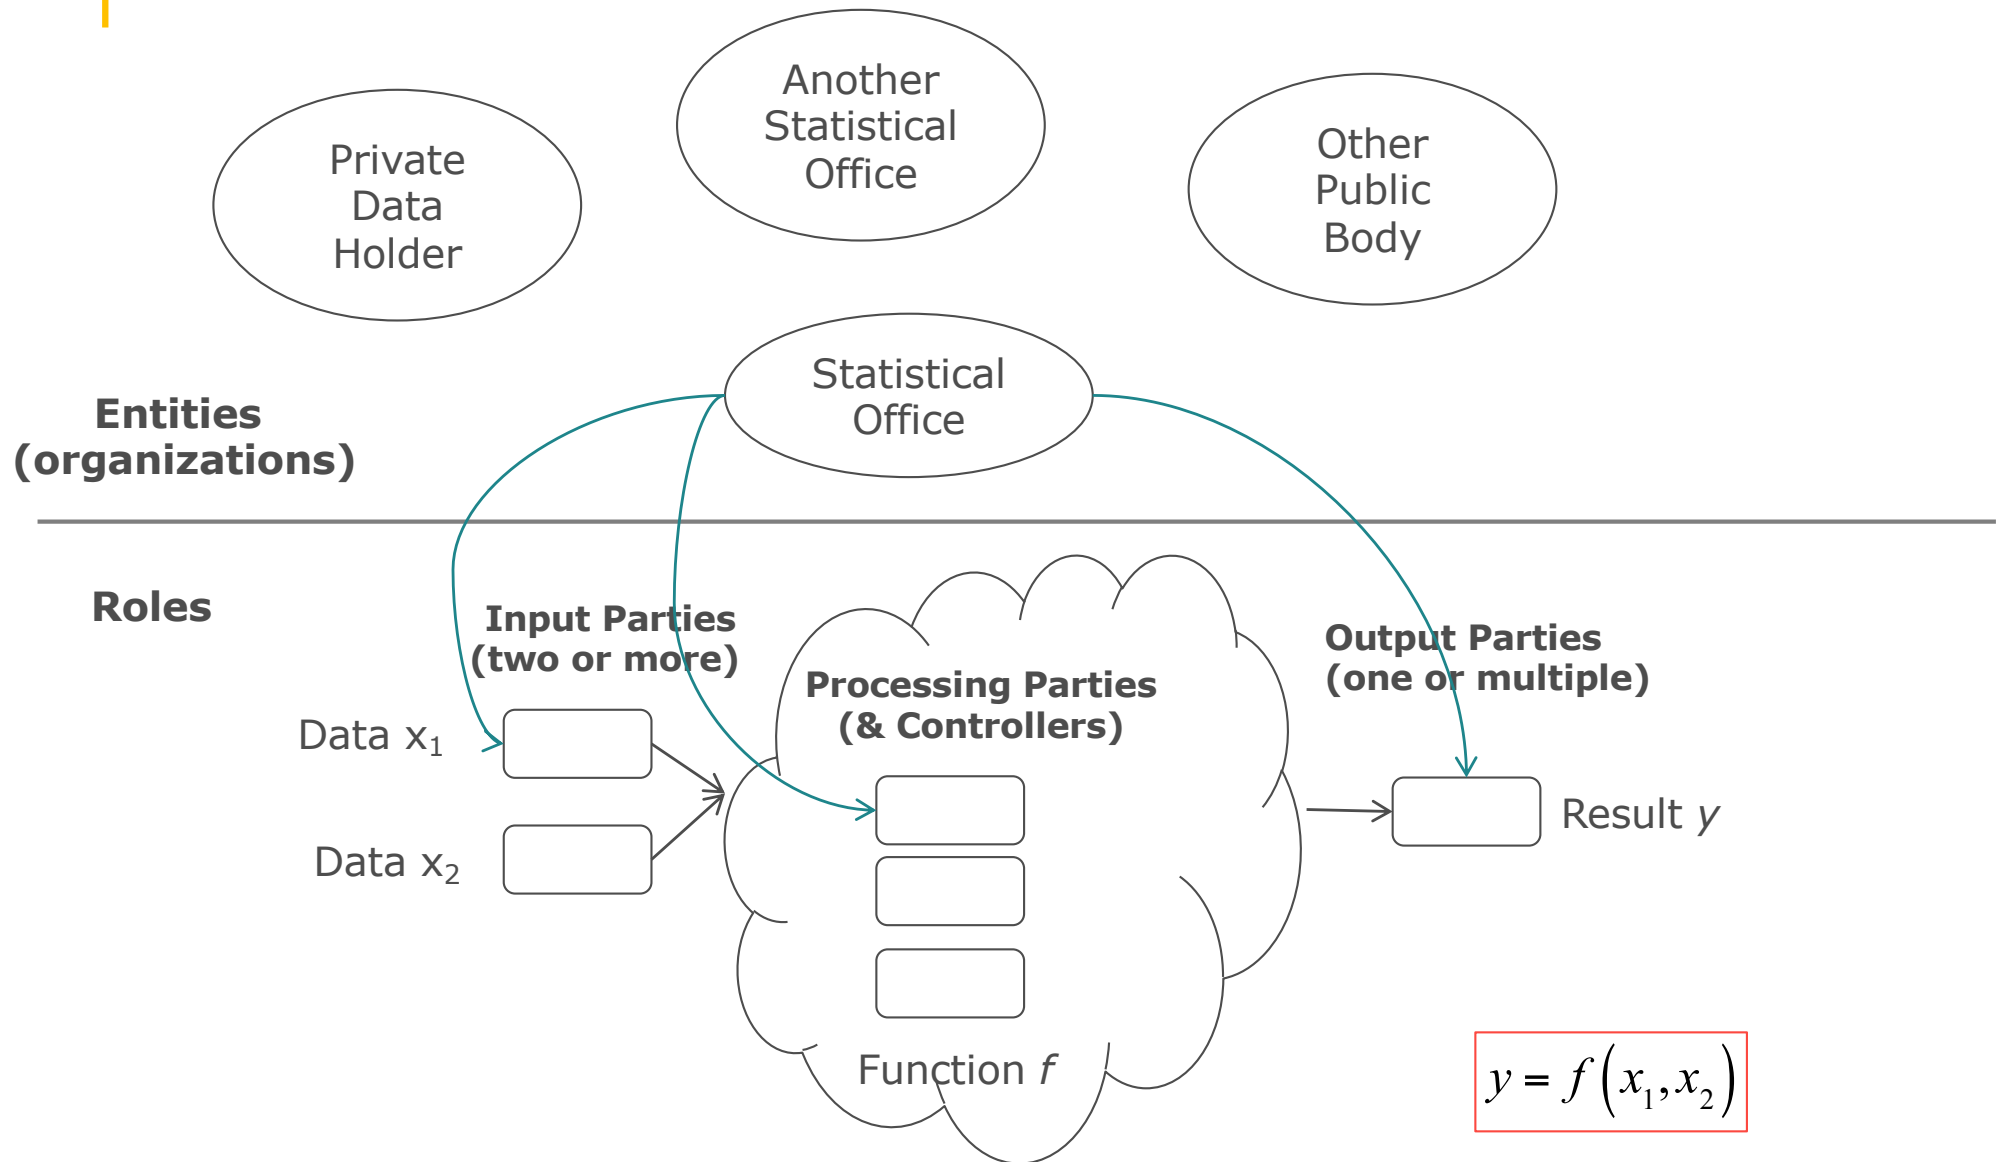 Another
Statistical
Office
Private
Data
Holder
Other
Public
Body
Statistical
Office
Entities
(organizations)
Roles
Input Parties
(two or more)
Processing Parties
(& Controllers)
Output Parties
(one or multiple)
Data x₁
Data x₂
Result y
Function f
y = f(x₁,x₂)